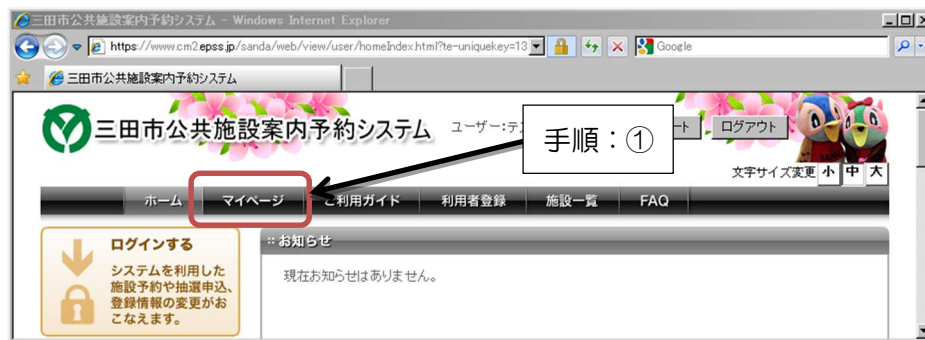 三田市公共施設案内予約システム - Windows Internet Explorer
https://www.cm2epss.jp/sanda/web/view/user/homeIndex.html?te-uniquekey=13
Google
三田市公共施設案内予約システム
三田市公共施設案内予約システム
ユーザー:テ
手順：①
ート
ログアウト
文字サイズ変更 小 中 大
ホーム マイページ ご利用ガイド 利用者登録 施設一覧 FAQ
ログインする
システムを利用した
施設予約や抽選申込、
登録情報の変更がお
こなえます。
お知らせ
現在お知らせはありません。